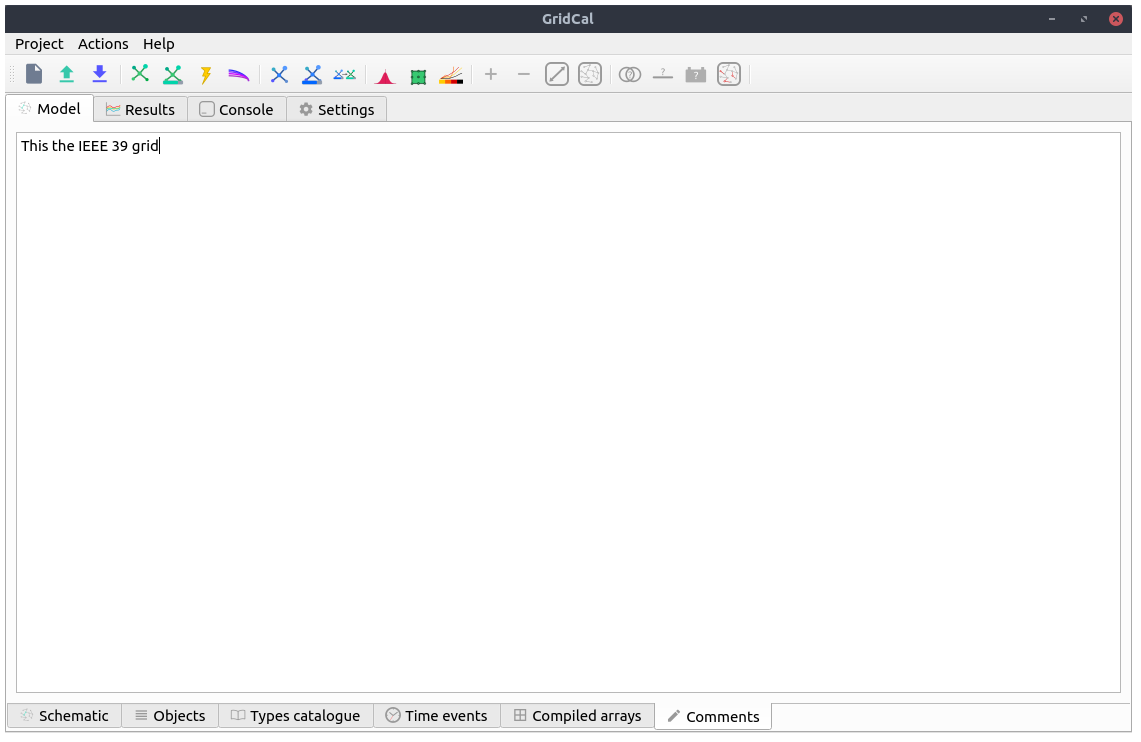 GridCal
Project Actions Help
Model Results Console Settings
This the IEEE 39 grid
Schematic Objects Types catalogue Time events Compiled arrays Comments